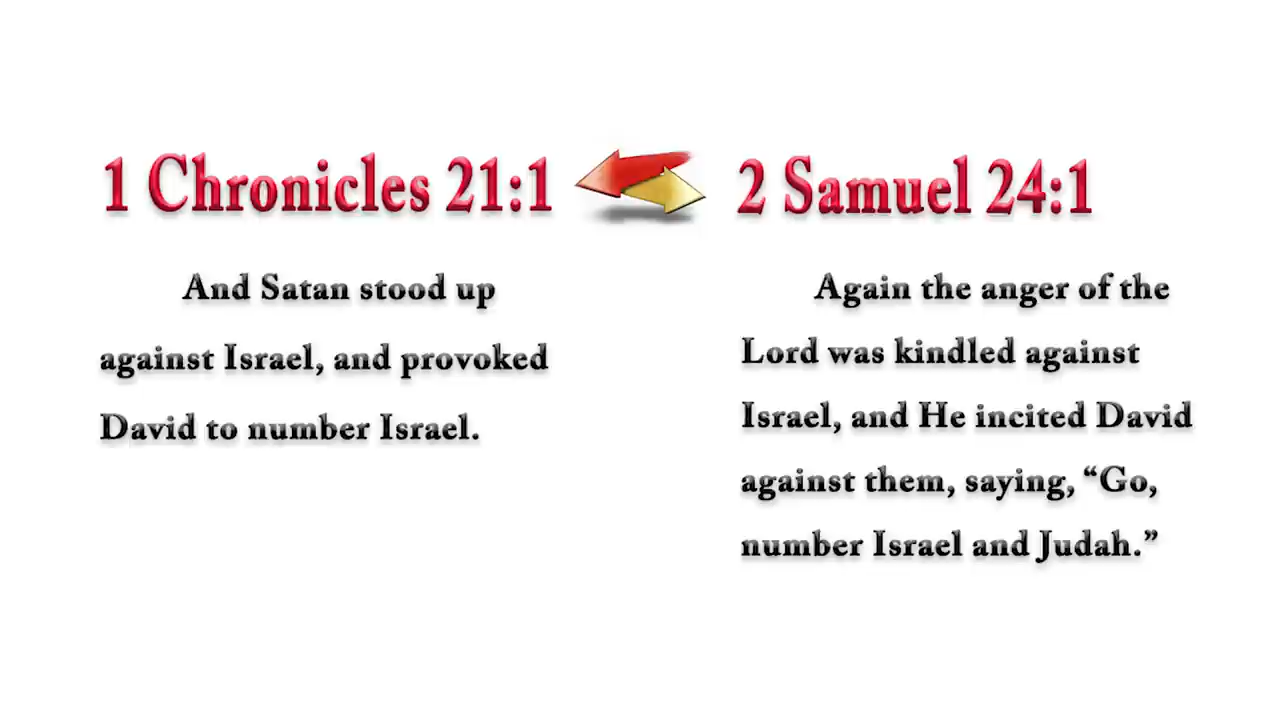 1 Chronicles 21:1
And Satan stood up
against Israel, and provoked
David to number Israel.
2 Samuel 24:1
Again the anger of the
Lord was kindled against
Israel, and He incited David
against them, saying, “Go,
number Israel and Judah.”